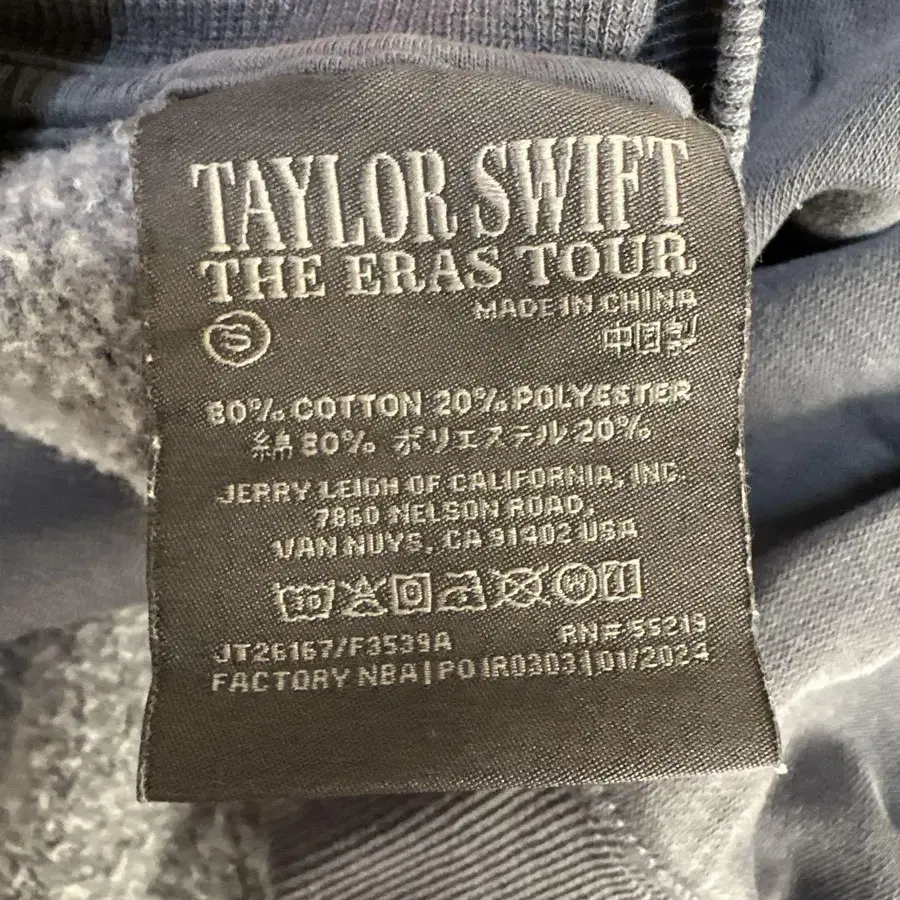 TAYLOR SWIFT
THE ERAS TOUR
MADE IN CHINA
中国製
S
80% COTTON 20% POLYESTER
綿 80% ポリエステル 20%
JERRY LEIGH OF CALIFORNIA, INC.
7860 NELSON ROAD,
VAN NUYS, CA 91402 USA
30 W
JT26167/F3539A RN# 55219
FACTORY NBA|PO IR0303|01/2024